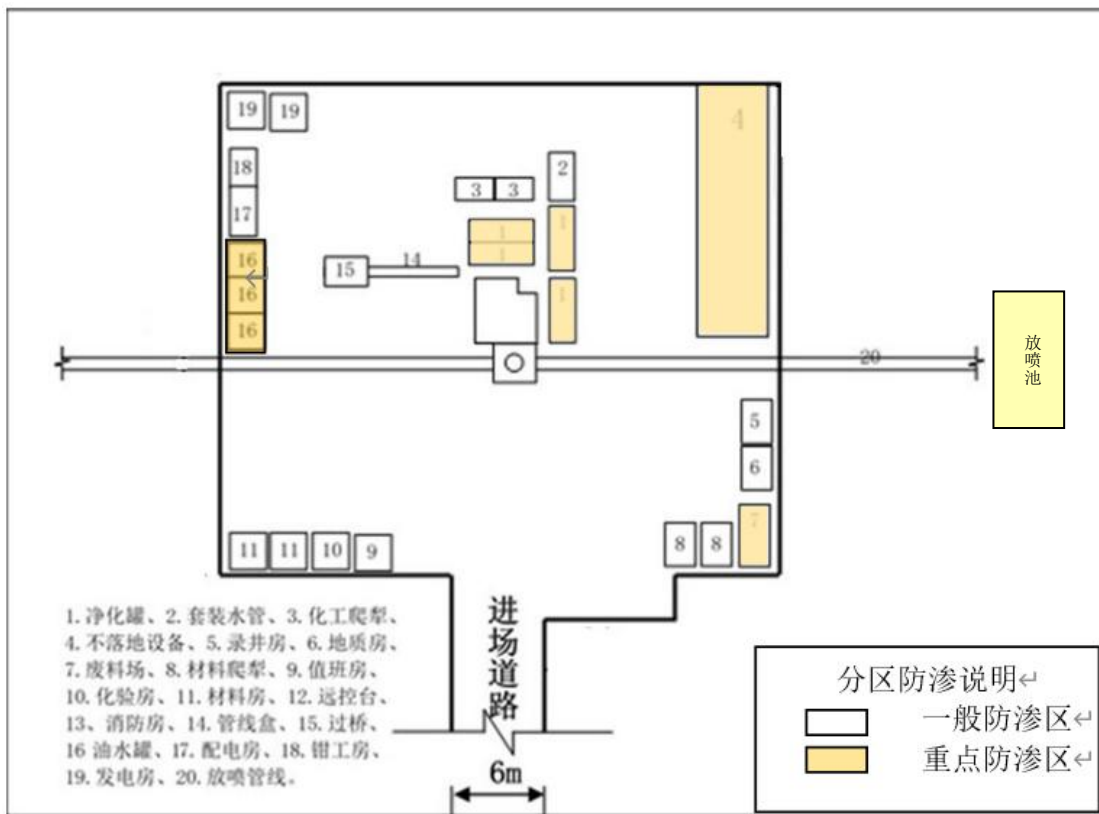 19 19
4
18
2
3 3
17
1
1
1
16
14
15
1
16
放喷池
16
20
5
6
7
8 8
11 11 10 9
进场道路
1. 净化罐、2. 套装水管、3. 化工爬犁、
4. 不落地设备、5. 录井房、6. 地质房、
7. 废料场、8. 材料爬犁、9. 值班房、
10. 化验房、11. 材料房、12. 远控台、
13、消防房、14. 管线盒、15. 过桥、
16 油水罐、17. 配电房、18. 钳工房、
19. 发电房、20. 放喷管线。
6m
分区防渗说明↵
一般防渗区↵
重点防渗区↵